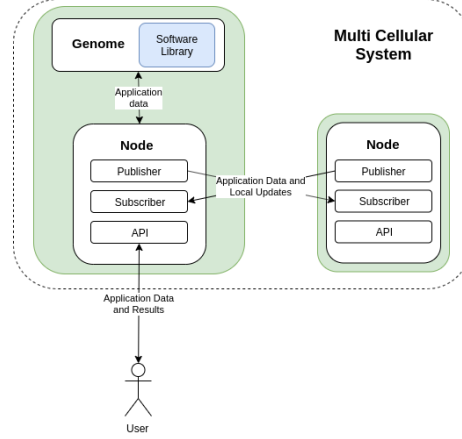 Genome
Software
Library
Multi Cellular
System
Application
data
Node
Publisher
Subscriber
API
Application Data and
Local Updates
Node
Publisher
Subscriber
API
Application Data
and Results
User